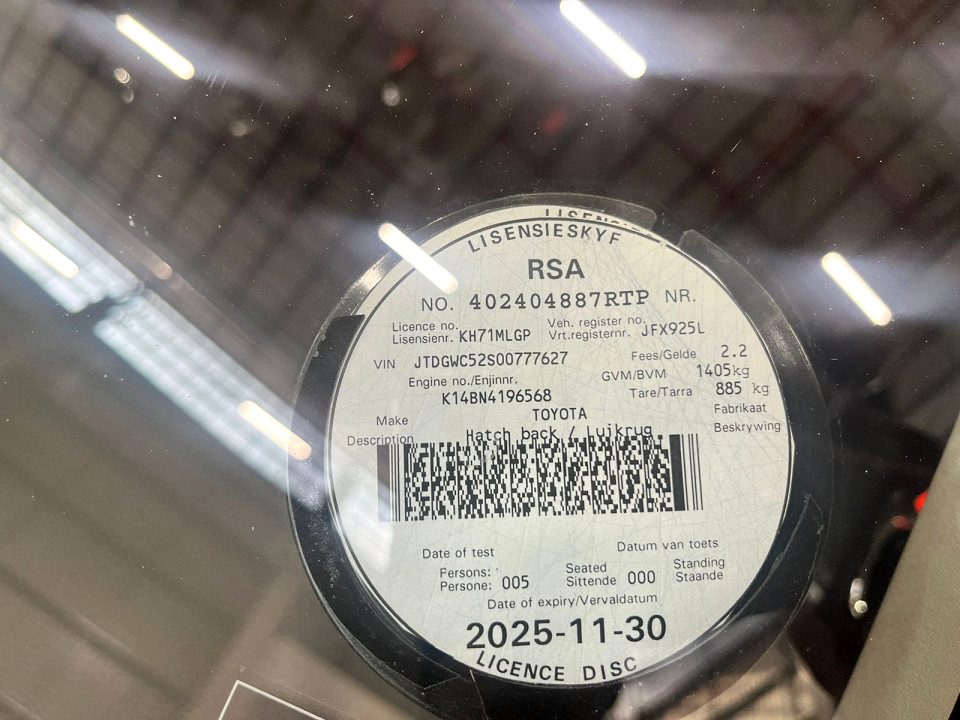 LISENSIESKYF
RSA
NO. 402404887RTP NR.
Licence no. Veh. register no.
Lisensienr. KH71MLGP Vrt.registernr. JFX925L
VIN JTDGWC52S00777627 Fees/Gelde 2.2
Engine no./Enjinnr. GVM/BVM 1405kg
K14BN4196568 Tare/Tarra 885 kg
Make TOYOTA Fabrikaat
Description Hatch back / Luikrug Beskrywing
Date of test Datum van toets
Persons: Seated Standing
Persone: 005 Sittende 000 Staande
Date of expiry/Vervaldatum
2025-11-30
LICENCE DISC